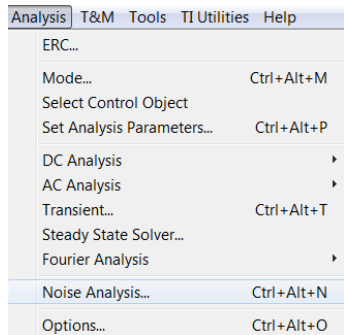 Analysis T&M Tools TI Utilities Help
ERC...
Mode... Ctrl+Alt+M
Select Control Object
Set Analysis Parameters... Ctrl+Alt+P
DC Analysis
AC Analysis
Transient... Ctrl+Alt+T
Steady State Solver...
Fourier Analysis
Noise Analysis... Ctrl+Alt+N
Options... Ctrl+Alt+O